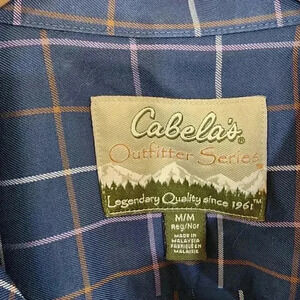 Cabela's®
Outfitter Series
Legendary Quality since 1961™
M/M
Reg/Nor
MADE IN
MALAYSIA
FABRIQUÉ EN
MALAISIE